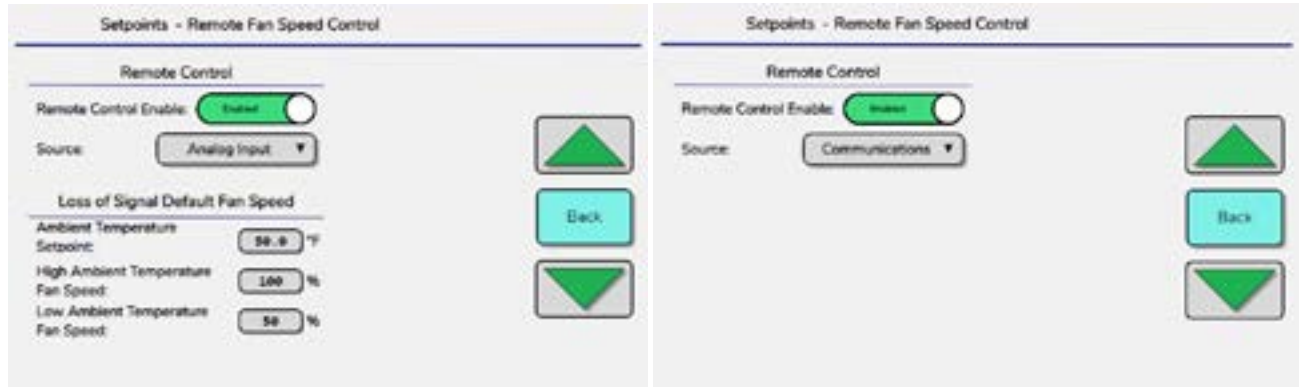 Setpoints - Remote Fan Speed Control
Remote Control
Remote Control Enable: Enabled
Source: Analog Input ▼
Loss of Signal Default Fan Speed
Ambient Temperature
Setpoint: 50.0 °F
High Ambient Temperature
Fan Speed: 100 %
Low Ambient Temperature
Fan Speed: 50 %
Back
Setpoints - Remote Fan Speed Control
Remote Control
Remote Control Enable: Enabled
Source: Communications ▼
Back